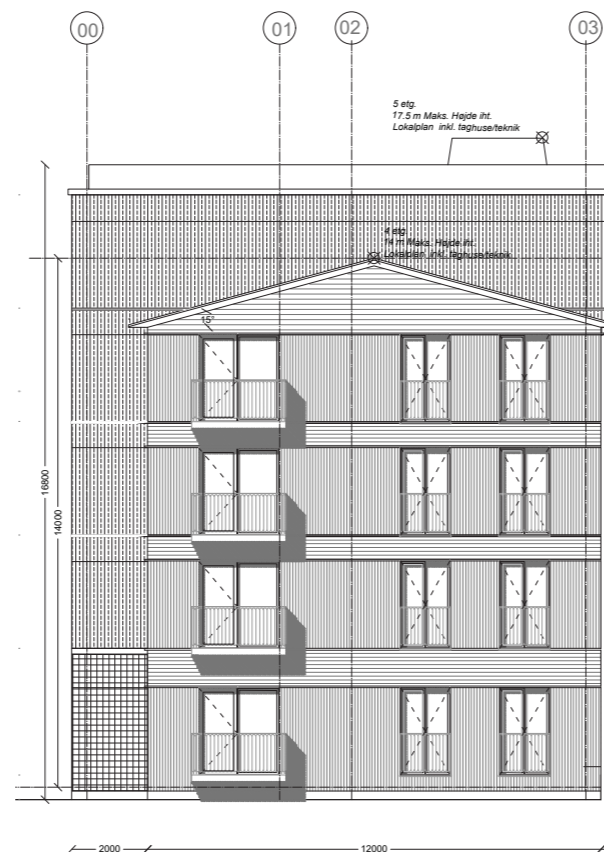 00 01 02 03
5 etg.
17.5 m Maks. Højde iht.
Lokalplan inkl. taghuse/teknik
4 etg.
14 m Maks. Højde iht.
Lokalplan inkl. taghuse/teknik
15°
16800
14000
2000 12000